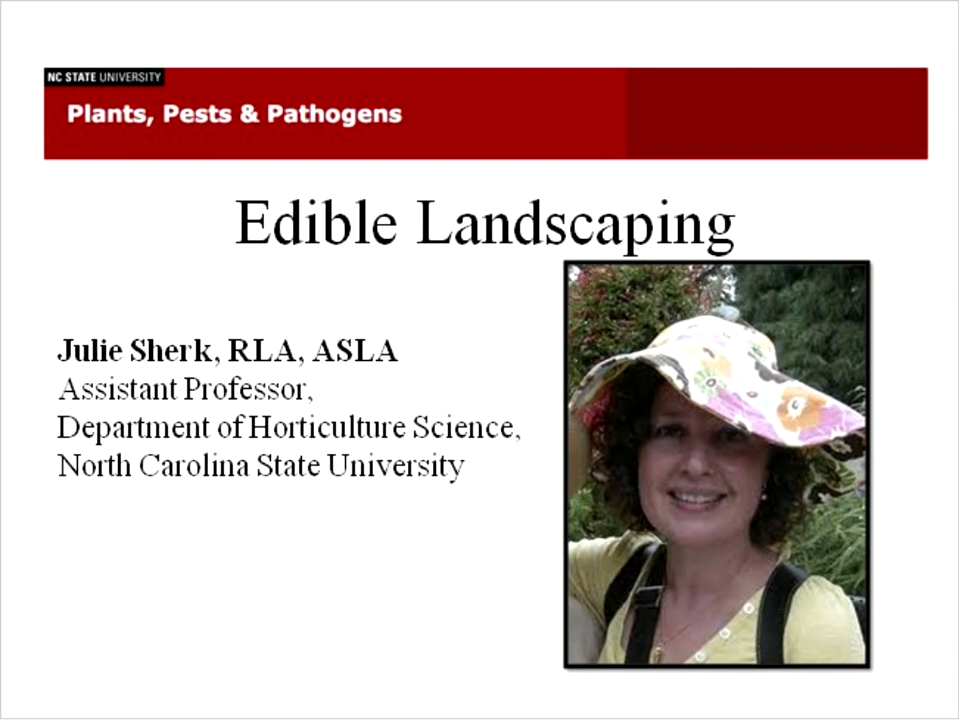 NC STATE UNIVERSITY
Plants, Pests & Pathogens
Edible Landscaping
Julie Sherk, RLA, ASLA
Assistant Professor,
Department of Horticulture Science,
North Carolina State University